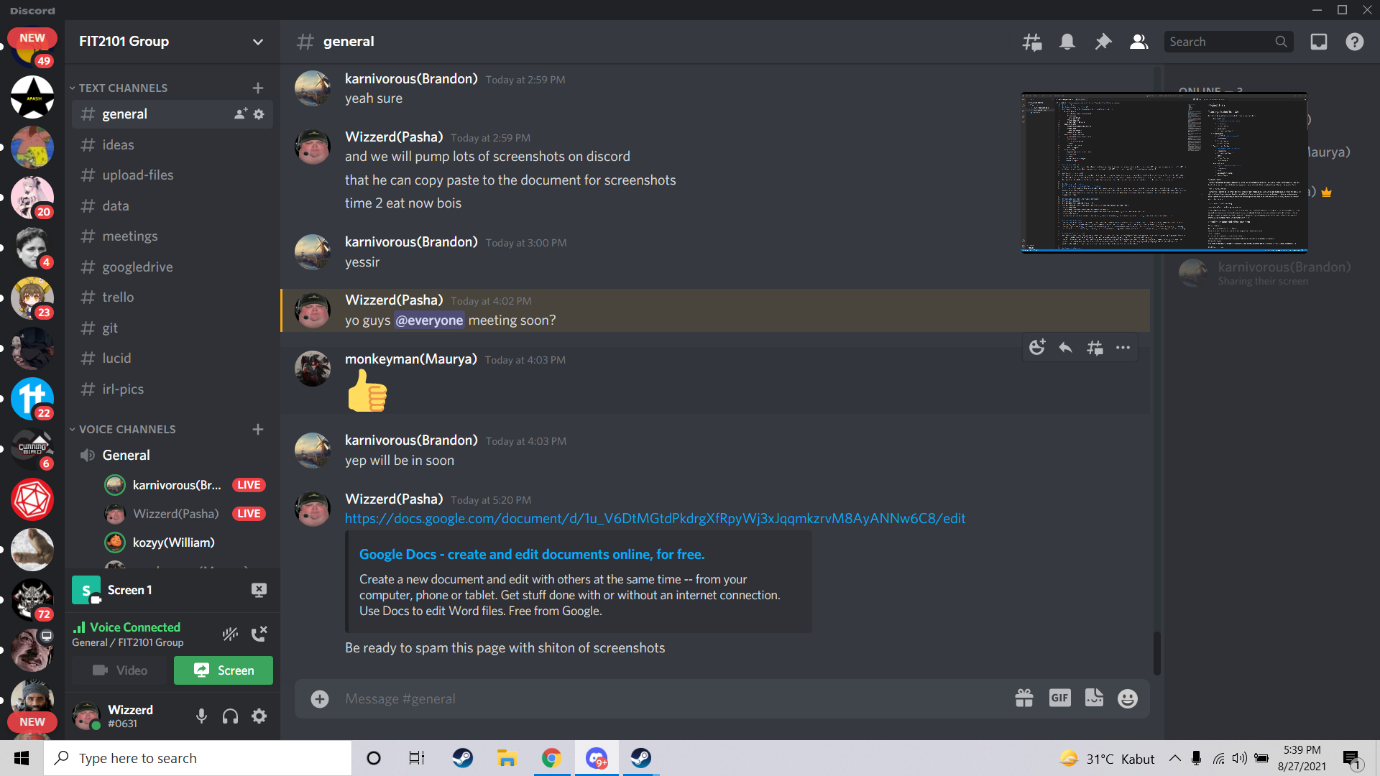 Discord
NEW
49
APASH
20
4
23
22
6
72
NEW
FIT2101 Group
TEXT CHANNELS
general
ideas
upload-files
data
meetings
googledrive
trello
git
lucid
irl-pics
VOICE CHANNELS
General
karnivorous(Br... LIVE
Wizzerd(Pasha) LIVE
kozyy(William)
S Screen 1
Voice Connected
General / FIT2101 Group
Video Screen
Wizzerd
#0631
# general
Search
karnivorous(Brandon) Today at 2:59 PM
yeah sure
Wizzerd(Pasha) Today at 2:59 PM
and we will pump lots of screenshots on discord
that he can copy paste to the document for screenshots
time 2 eat now bois
karnivorous(Brandon) Today at 3:00 PM
yessir
Wizzerd(Pasha) Today at 4:02 PM
yo guys @everyone meeting soon?
monkeyman(Maurya) Today at 4:03 PM
karnivorous(Brandon) Today at 4:03 PM
yep will be in soon
Wizzerd(Pasha) Today at 5:20 PM
https://docs.google.com/document/d/1u_V6DtMGtdPkdrgXfRpyWj3xJqqmkzrvM8AyANNw6C8/edit
Google Docs - create and edit documents online, for free.
Create a new document and edit with others at the same time -- from your
computer, phone or tablet. Get stuff done with or without an internet connection.
Use Docs to edit Word files. Free from Google.
Be ready to spam this page with shiton of screenshots
Message #general
GIF
ONLINE — 3
karnivorous(Brandon)
Sharing their screen
Type here to search
9+
31°C Kabut
5:39 PM
8/27/2021
1